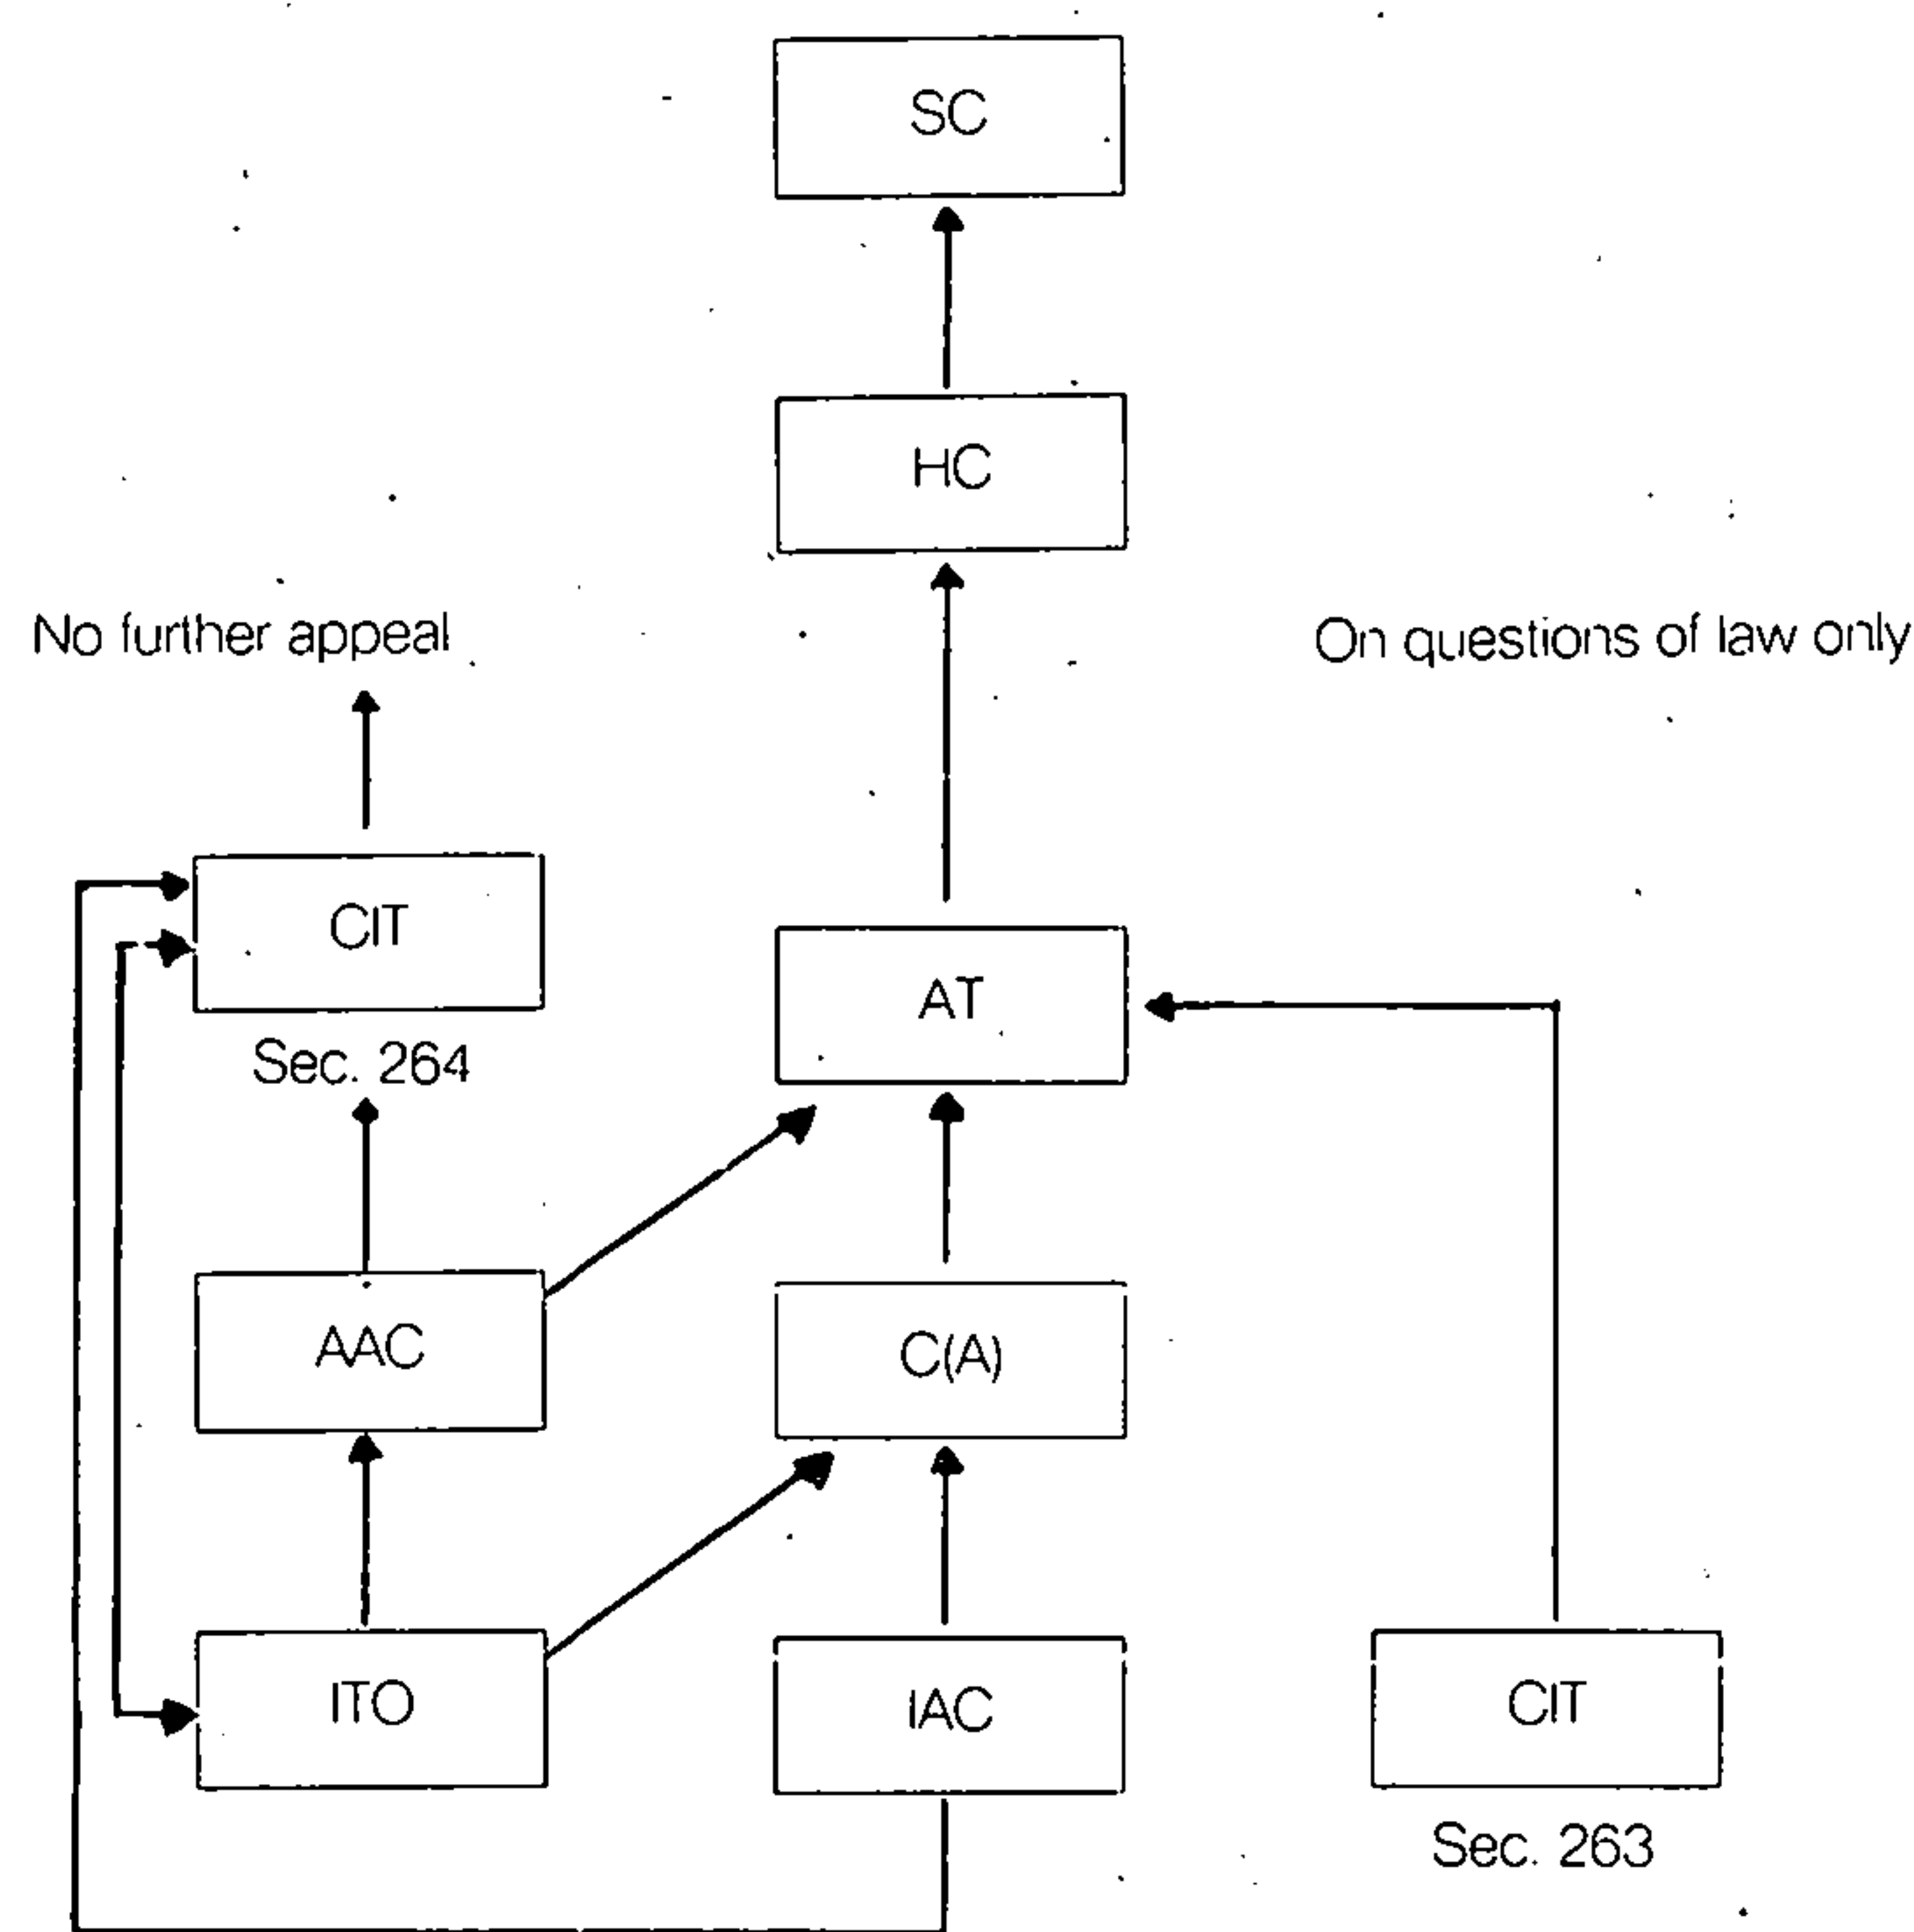 SC
HC
No further appeal
On questions of law only
CIT
Sec. 264
AT
AAC
C(A)
ITO
IAC
CIT
Sec. 263